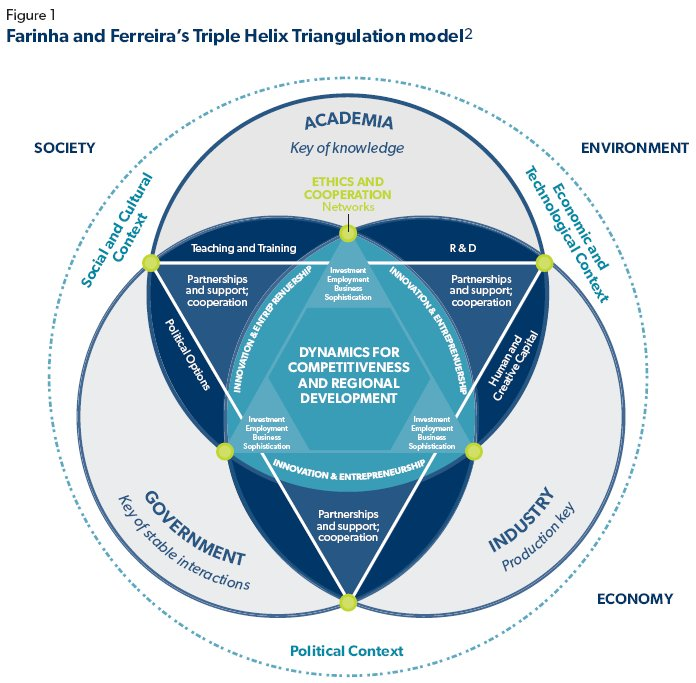 Figure 1
Farinha and Ferreira's Triple Helix Triangulation model2
SOCIETY
ENVIRONMENT
ACADEMIA
Key of knowledge
ETHICS AND
COOPERATION
Networks
Social and Cultural
Context
Economic and
Technological Context
Teaching and Training
R & D
Partnerships
and support;
cooperation
INNOVATION & ENTREPRENUERSHIP
Investment
Employment
Business
Sophistication
INNOVATION & ENTREPRENUERSHIP
Partnerships
and support;
cooperation
Political Options
Human and
Creative Capital
DYNAMICS FOR
COMPETITIVENESS
AND REGIONAL
DEVELOPMENT
Investment
Employment
Business
Sophistication
Investment
Employment
Business
Sophistication
INNOVATION & ENTREPRENEURSHIP
Partnerships
and support;
cooperation
GOVERNMENT
Key of stable interactions
INDUSTRY
Production key
ECONOMY
Political Context